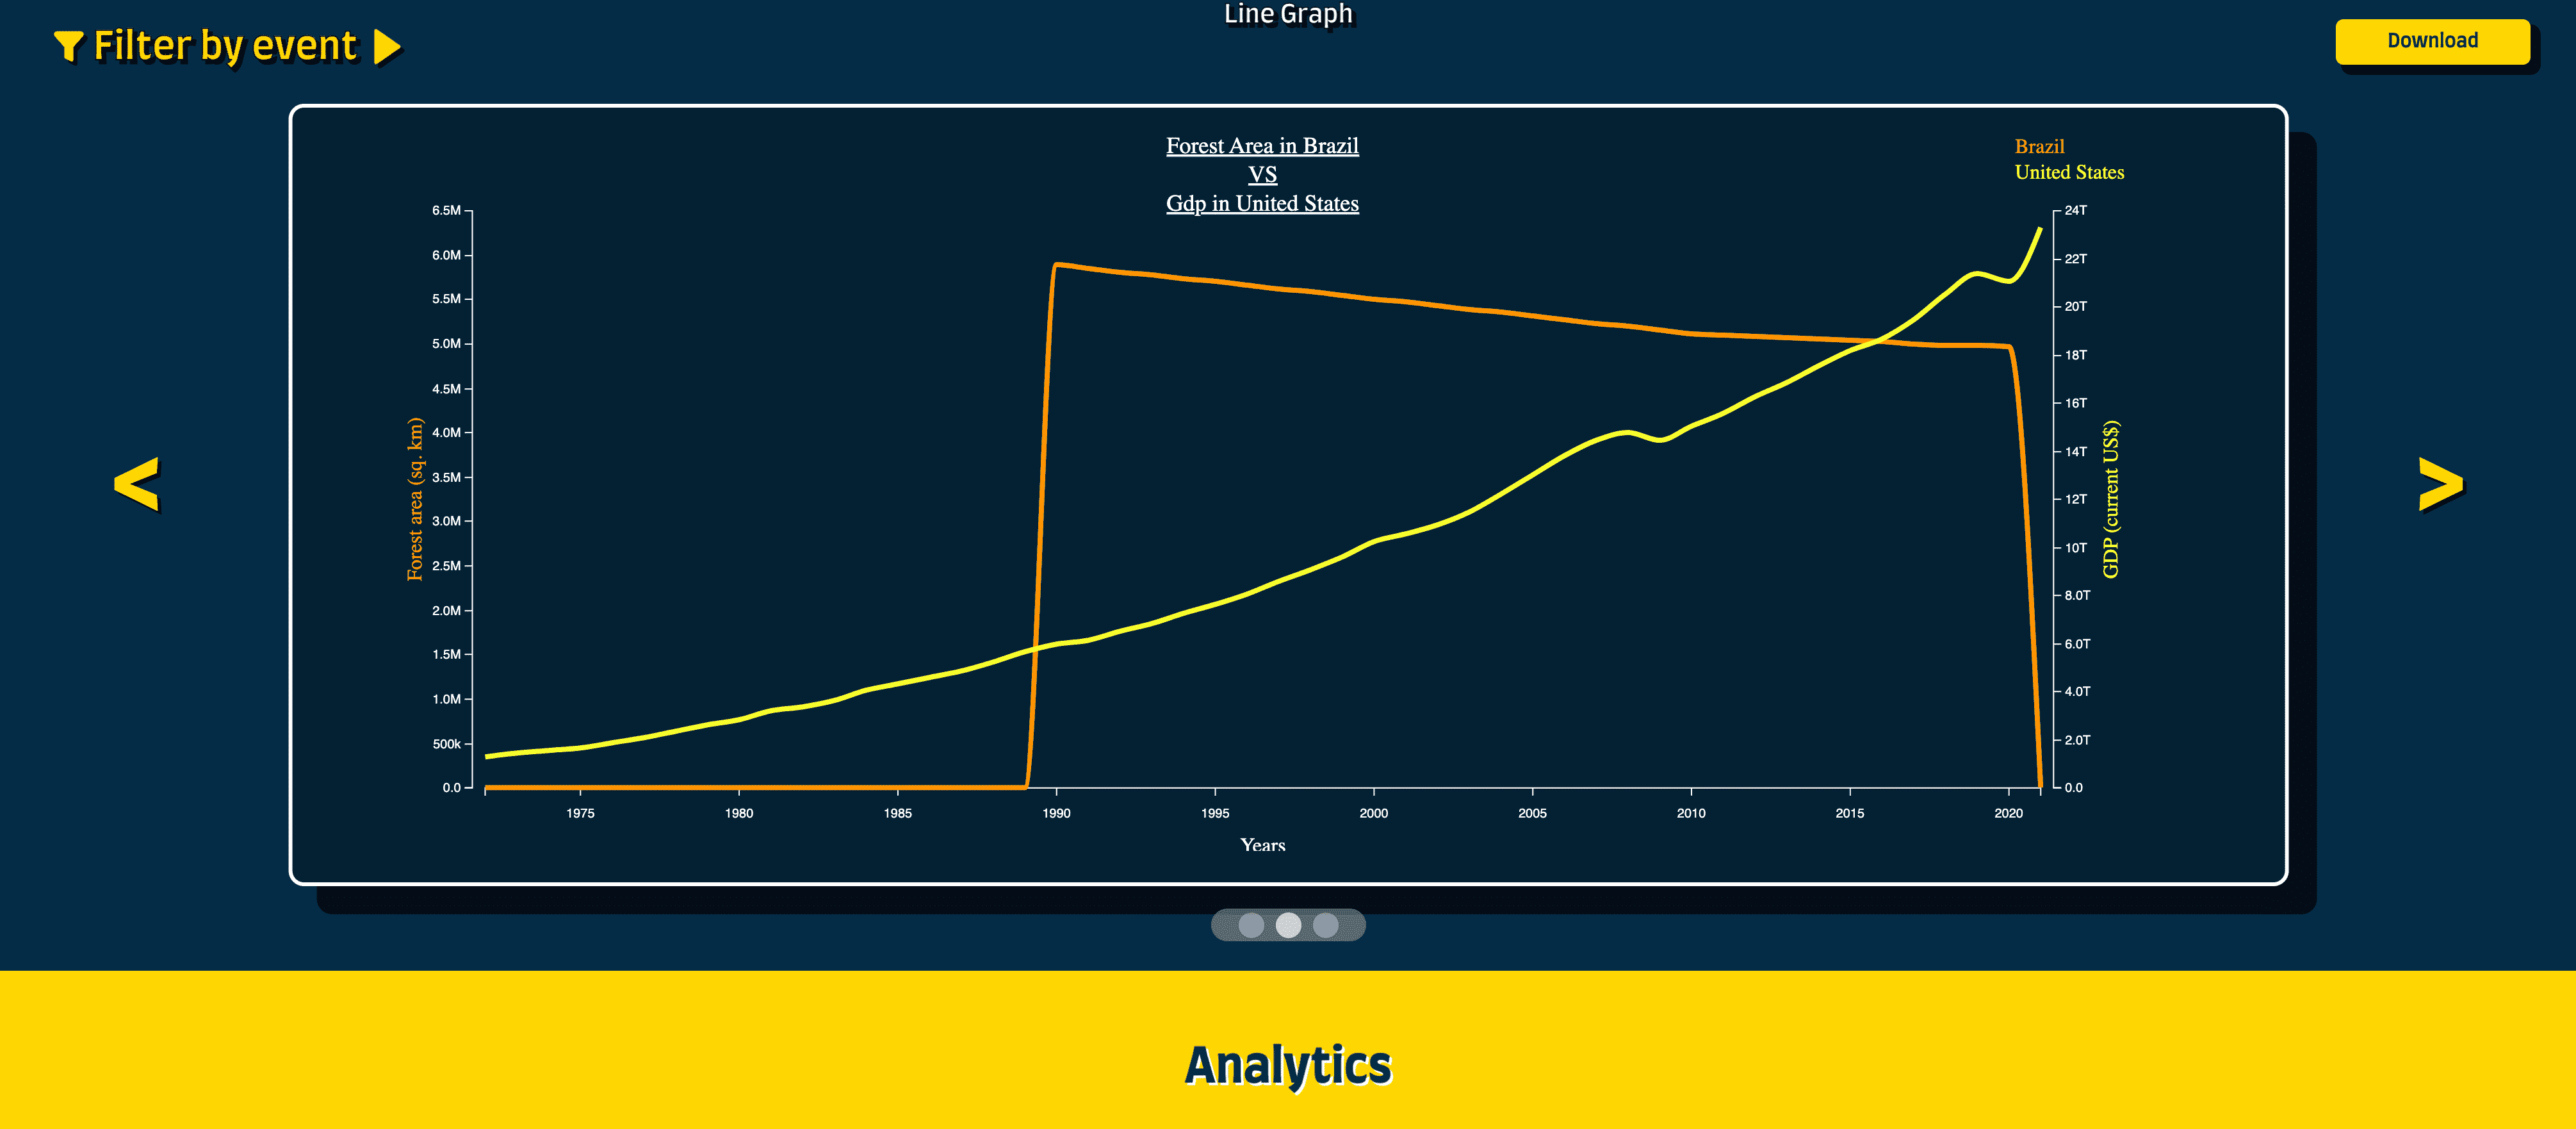 Line Graph
Filter by event
Download
Forest Area in Brazil
VS
Gdp in United States
Brazil
United States
6.5M
6.0M
5.5M
5.0M
4.5M
4.0M
3.5M
3.0M
2.5M
2.0M
1.5M
1.0M
500k
0.0
Forest area (sq. km)
24T
22T
20T
18T
16T
14T
12T
10T
8.0T
6.0T
4.0T
2.0T
0.0
GDP (current US$)
1975 1980 1985 1990 1995 2000 2005 2010 2015 2020
Years
<
>
Analytics